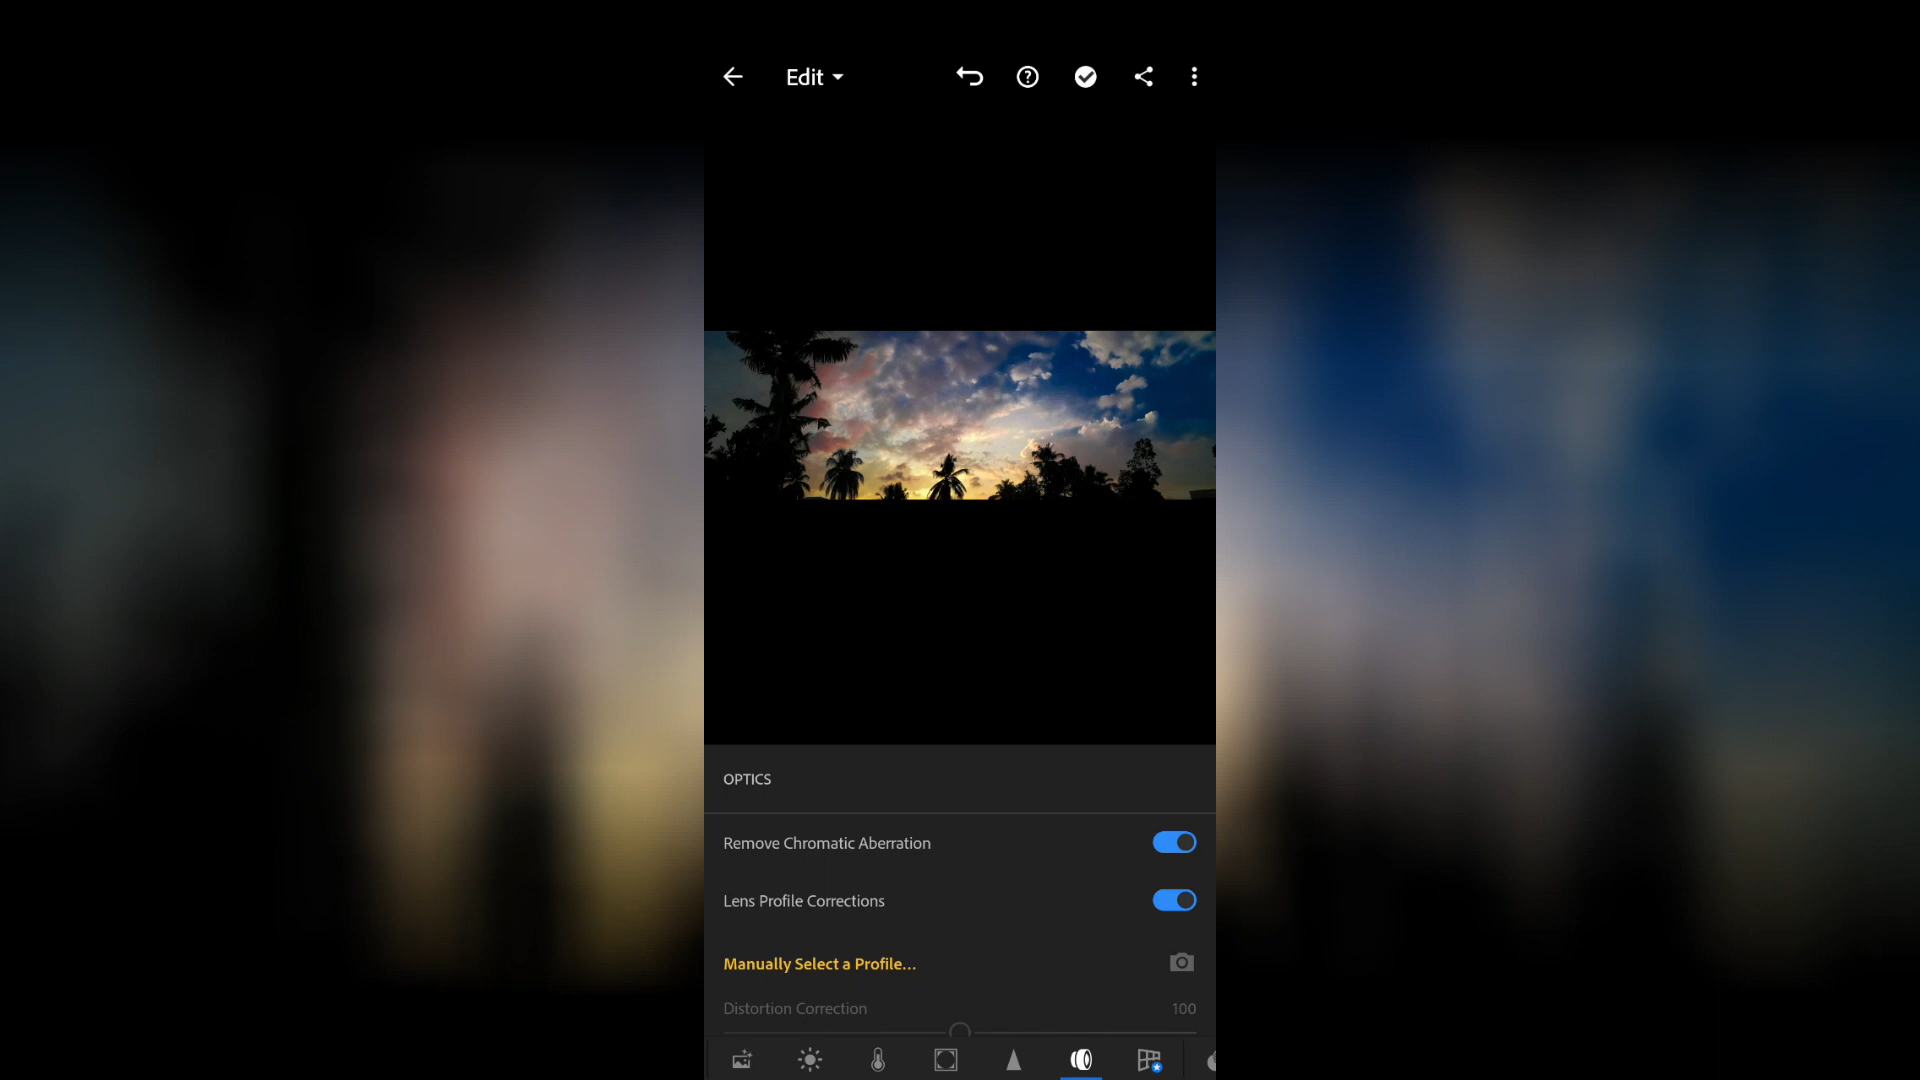 Edit
OPTICS
Remove Chromatic Aberration
Lens Profile Corrections
Manually Select a Profile...
Distortion Correction 100